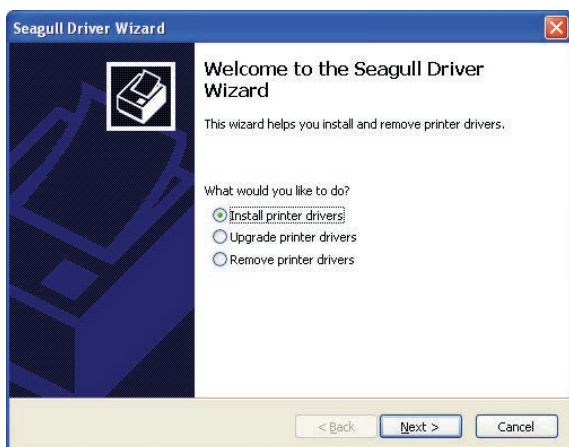 Seagull Driver Wizard
Welcome to the Seagull Driver
Wizard
This wizard helps you install and remove printer drivers.
What would you like to do?
Install printer drivers
Upgrade printer drivers
Remove printer drivers
< Back
Next >
Cancel